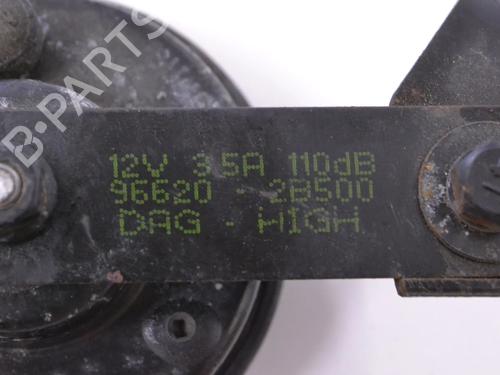 B-PARTS
12V 3.5A 110dB
96620 - 2B500
DAG - HIGH